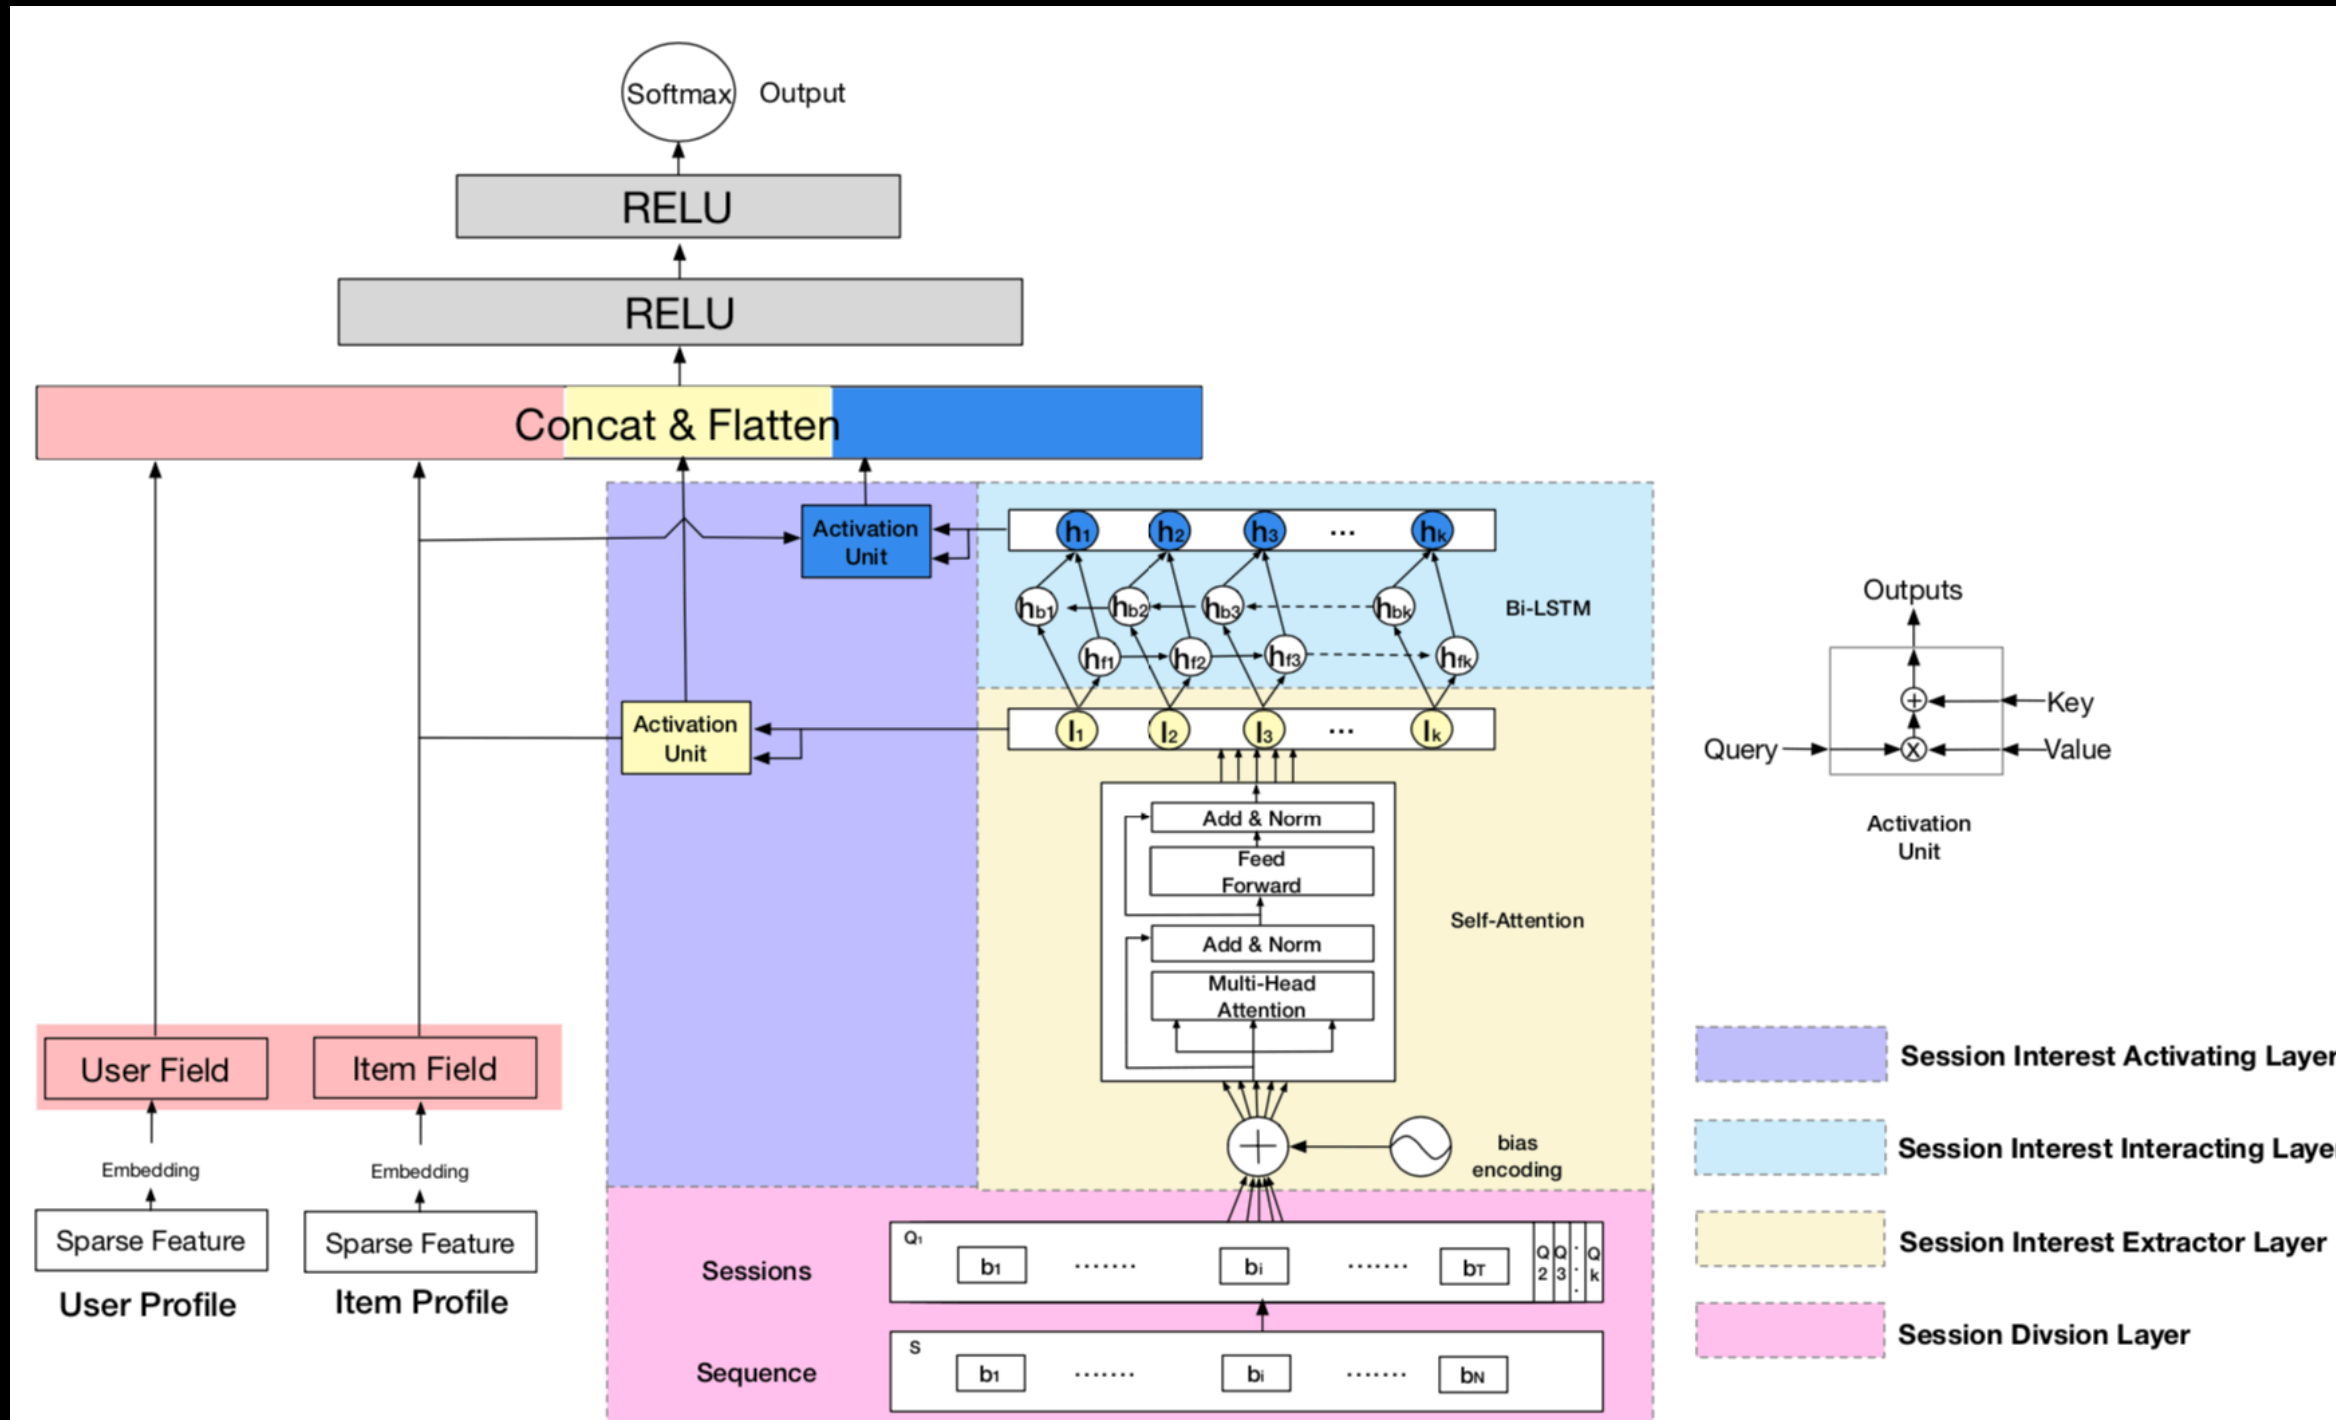 Softmax
Output
RELU
RELU
Concat & Flatten
Activation
Unit
h1
h2
h3
...
hk
hb1
hb2
hb3
hbk
Bi-LSTM
hf1
hf2
hf3
hfk
Activation
Unit
I1
I2
I3
...
Ik
Add & Norm
Feed
Forward
Self-Attention
Add & Norm
Multi-Head
Attention
bias
encoding
User Field
Item Field
Embedding
Embedding
Sparse Feature
Sparse Feature
User Profile
Item Profile
Sessions
Q1
b1
.......
bi
.......
bT
Q2
Q3
...
Qk
Sequence
S
b1
.......
bi
.......
bN
Outputs
Key
Query
Value
Activation
Unit
Session Interest Activating Layer
Session Interest Interacting Laye
Session Interest Extractor Layer
Session Divsion Layer